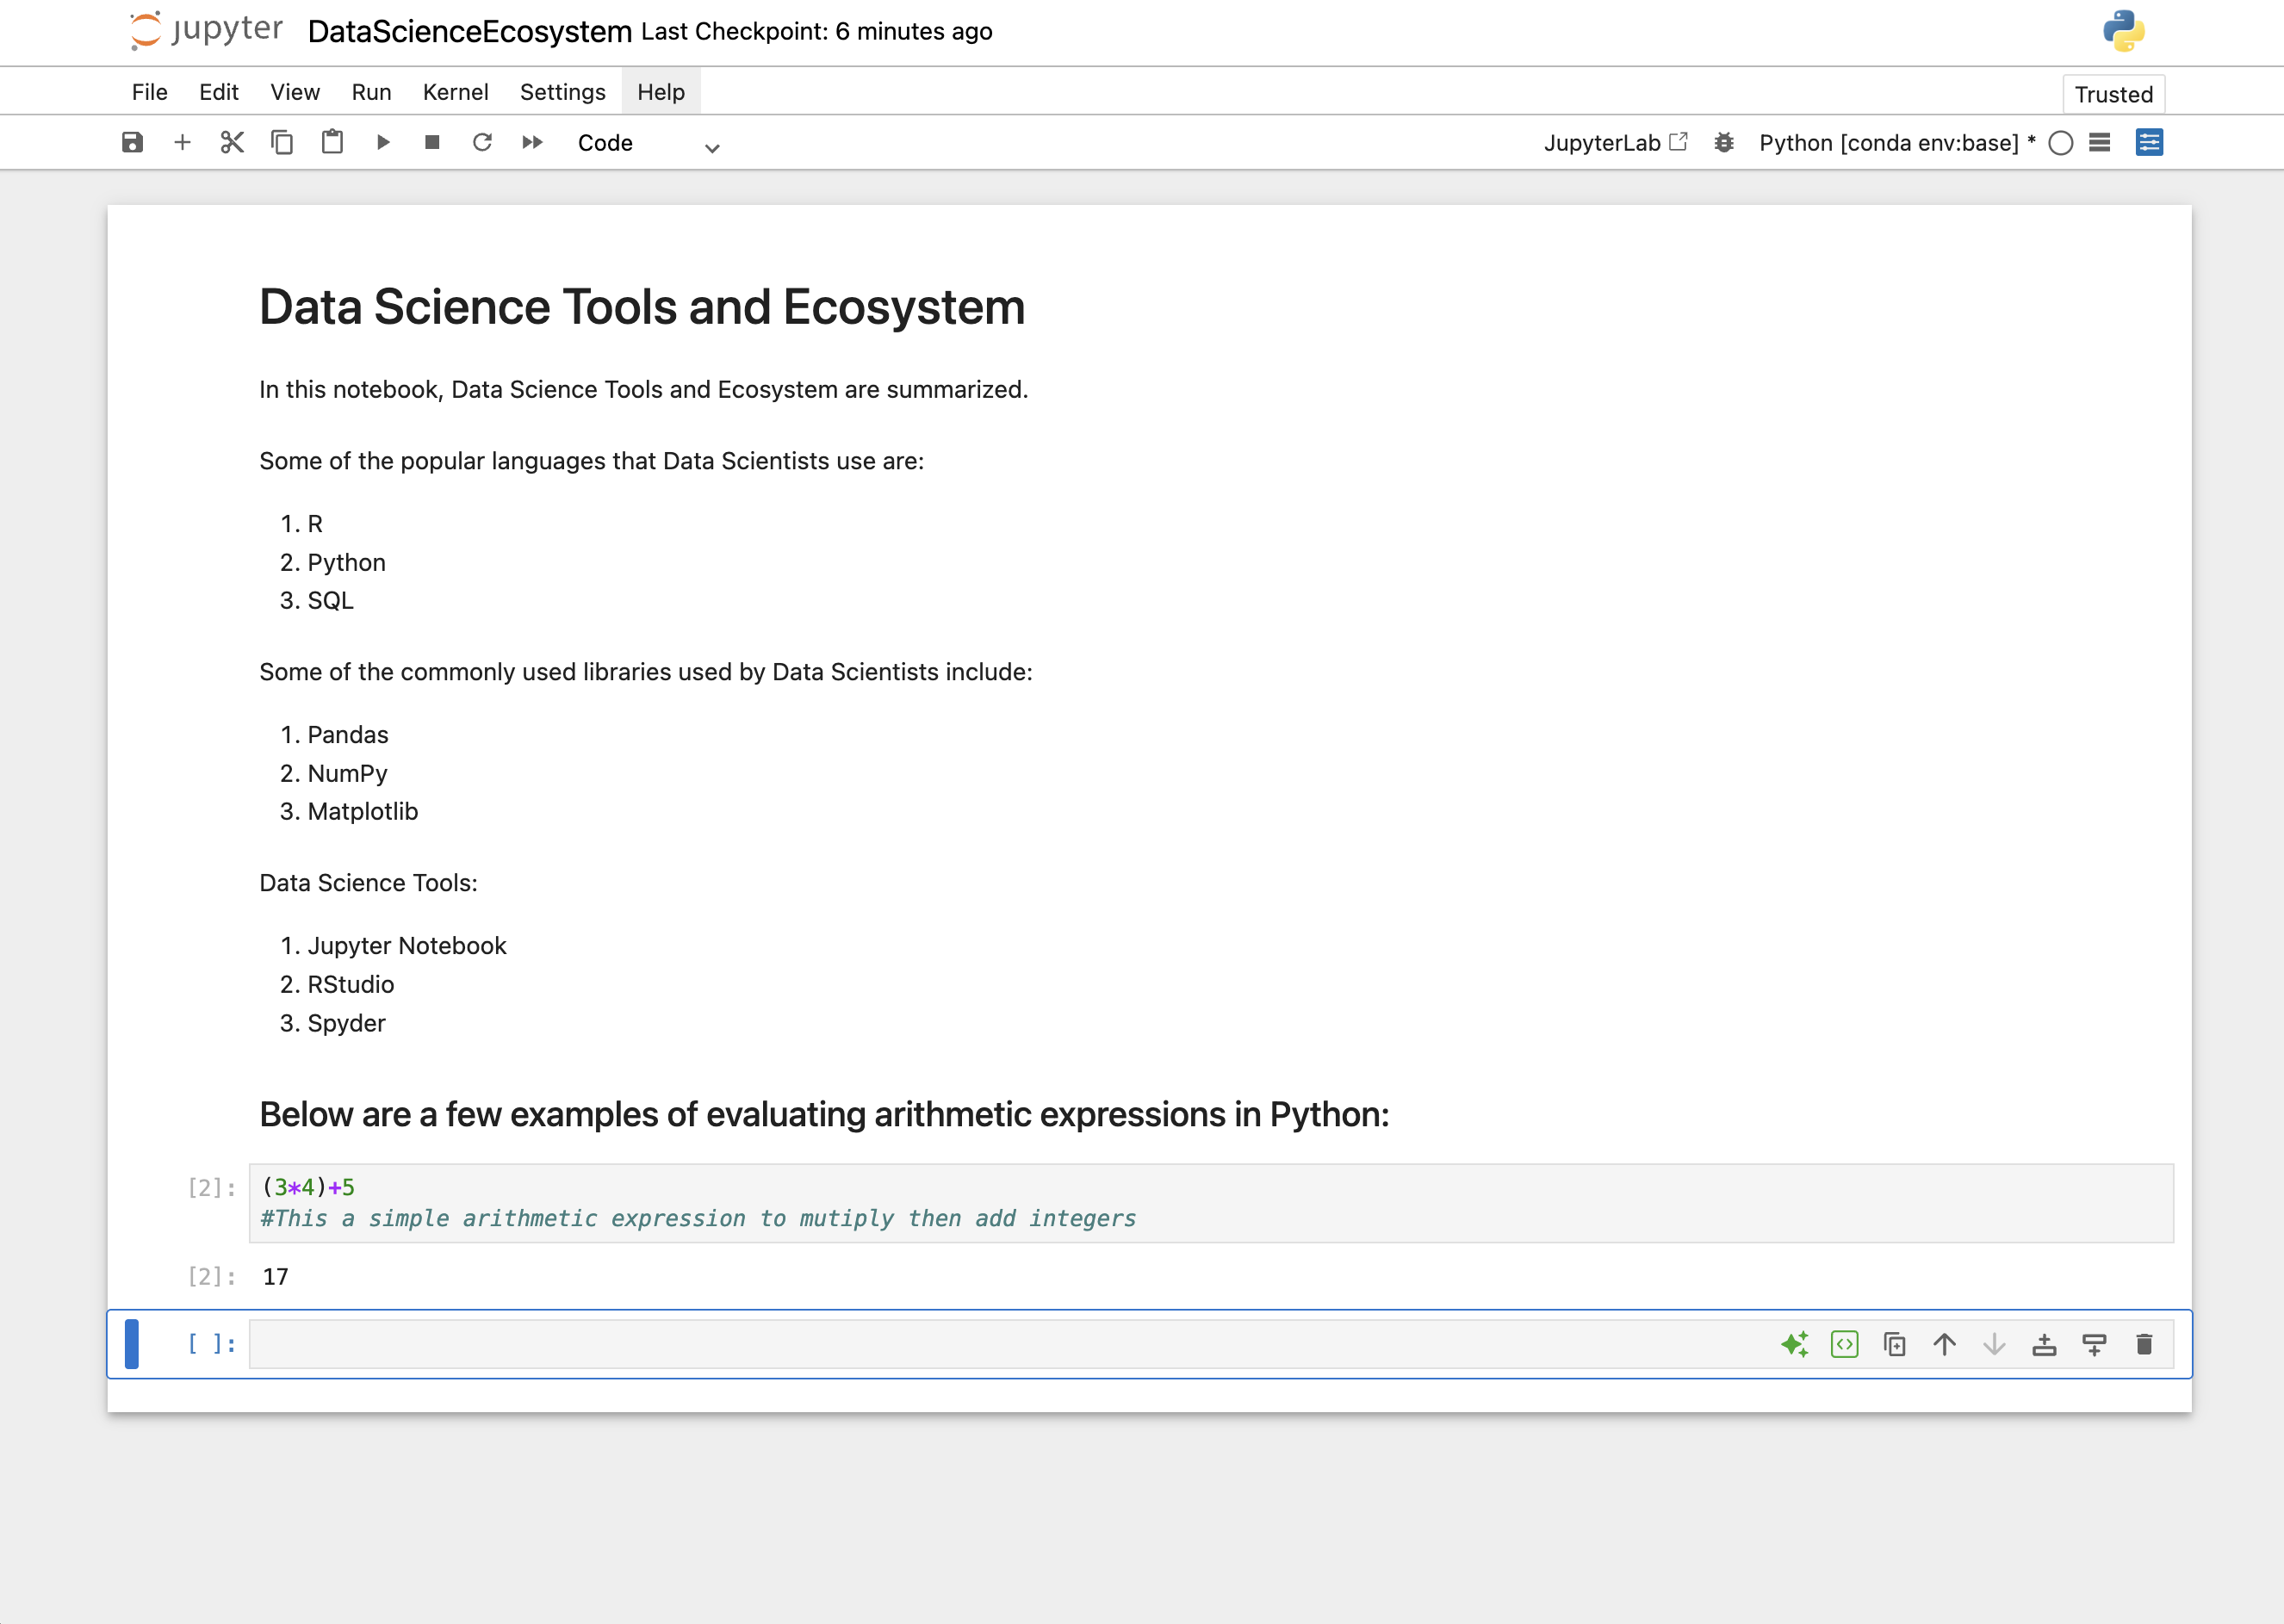 jupyter DataScienceEcosystem Last Checkpoint: 6 minutes ago
File Edit View Run Kernel Settings Help Trusted
Code JupyterLab Python [conda env:base] *
Data Science Tools and Ecosystem
In this notebook, Data Science Tools and Ecosystem are summarized.
Some of the popular languages that Data Scientists use are:
1. R
2. Python
3. SQL
Some of the commonly used libraries used by Data Scientists include:
1. Pandas
2. NumPy
3. Matplotlib
Data Science Tools:
1. Jupyter Notebook
2. RStudio
3. Spyder
Below are a few examples of evaluating arithmetic expressions in Python:
[2]: (3*4)+5
#This a simple arithmetic expression to mutiply then add integers
[2]: 17
[ ]: